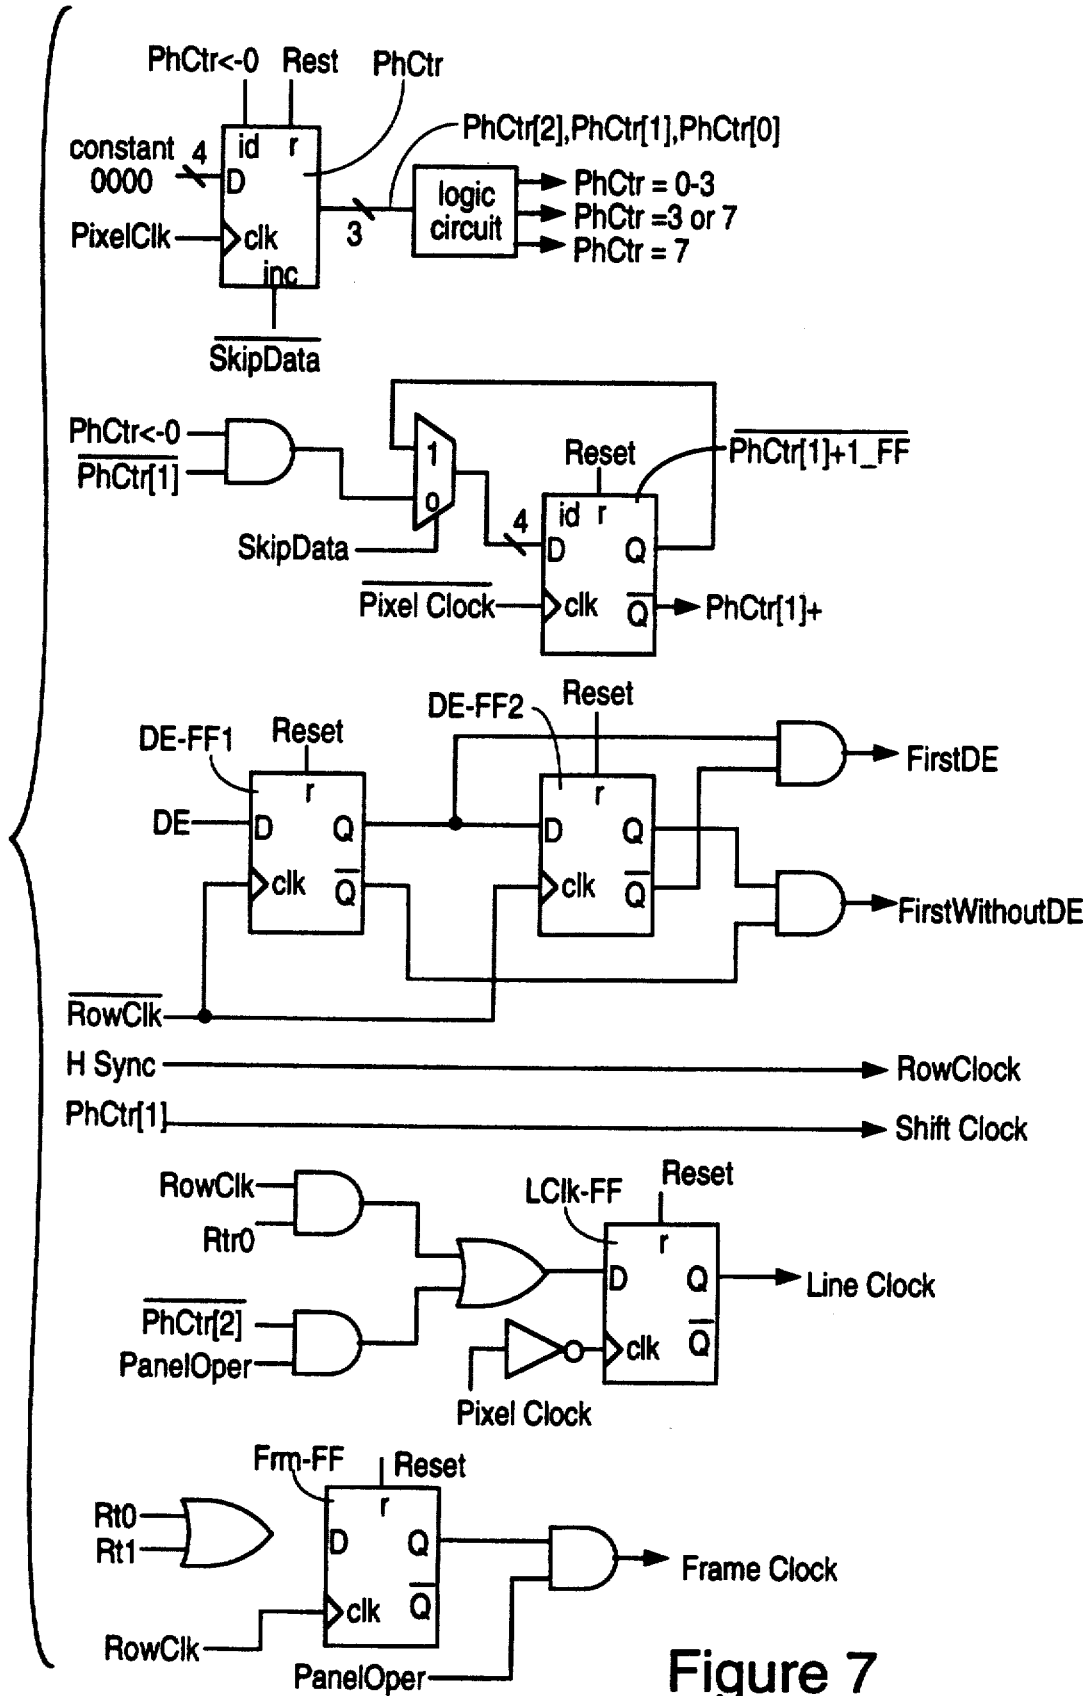 PhCtr<-0 Rest PhCtr
PhCtr[2],PhCtr[1],PhCtr[0]
constant 4 id r
0000 D
logic
circuit
PhCtr = 0-3
PhCtr =3 or 7
PhCtr = 7
3
PixelClk clk
inc
SkipData
PhCtr<-0
PhCtr[1]
1
0
SkipData
Reset
PhCtr[1]+1_FF
id r
4
D Q
Pixel Clock clk Q PhCtr[1]+
DE-FF1 Reset DE-FF2 Reset
FirstDE
r r
DE D Q D Q
clk Q clk Q
FirstWithoutDE
RowClk
H Sync RowClock
PhCtr[1] Shift Clock
RowClk
Rtr0
LClk-FF Reset
r
D Q Line Clock
PhCtr[2]
PanelOper
clk Q
Pixel Clock
Frm-FF Reset
r
Rt0
Rt1
D Q
Frame Clock
clk Q
RowClk
PanelOper
Figure 7